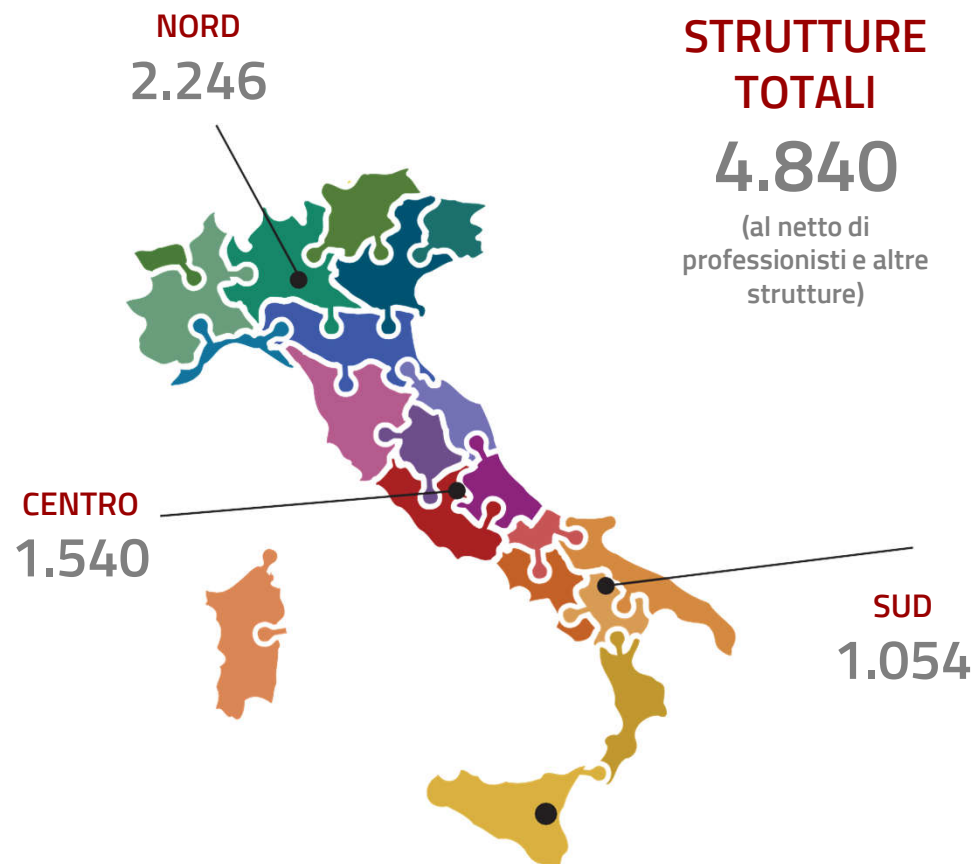 NORD
2.246
STRUTTURE
TOTALI
4.840
(al netto di
professionisti e altre
strutture)
CENTRO
1.540
SUD
1.054